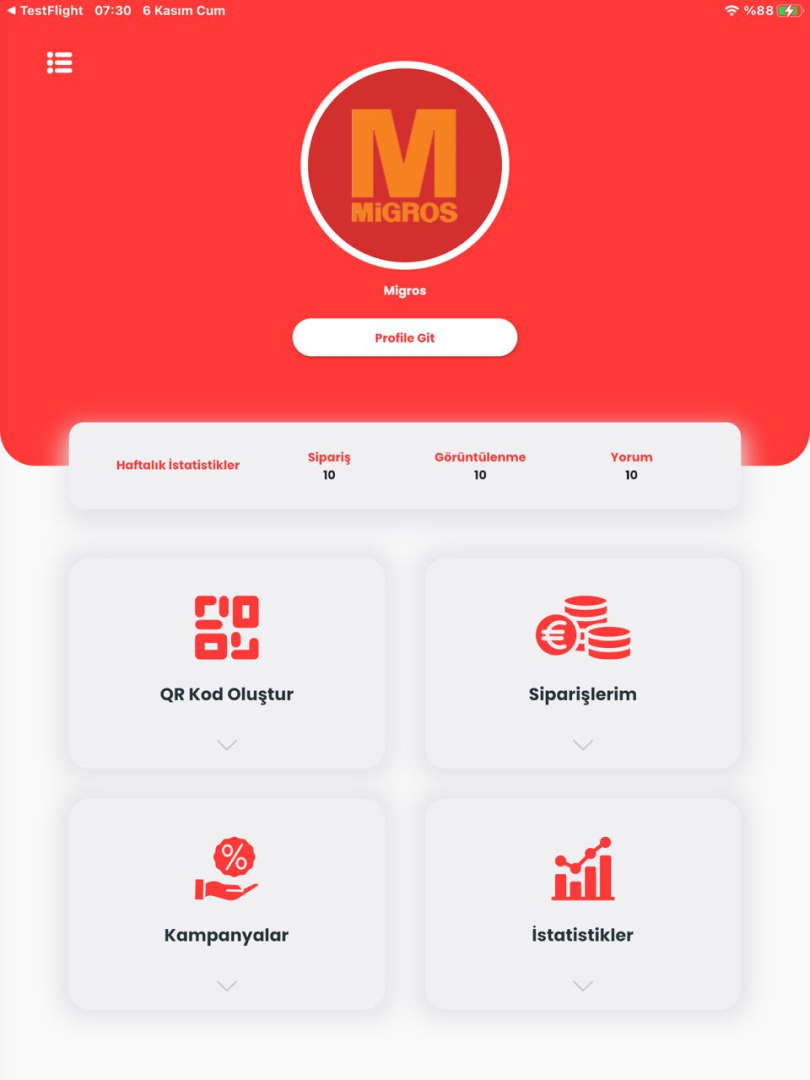 ◀ TestFlight 07:30 6 Kasım Cum %88
M
MiGROS
Migros
Profile Git
Haftalık İstatistikler
Sipariş
10
Görüntülenme
10
Yorum
10
QR Kod Oluştur
Siparişlerim
Kampanyalar
İstatistikler